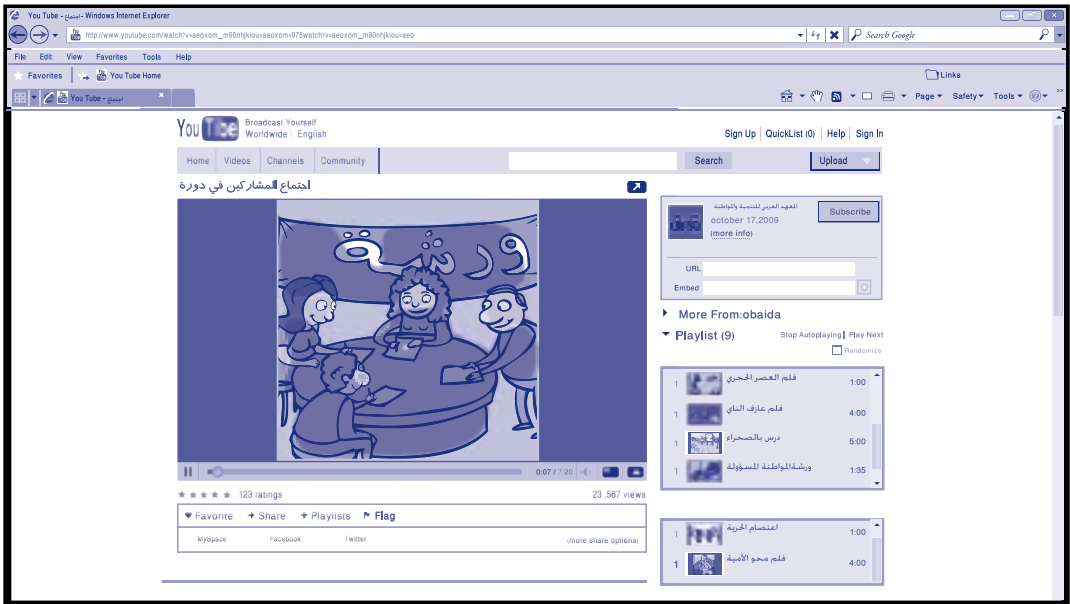 You Tube - اجتماع - Windows Internet Explorer
http://www.youtube.com/watch?v=aeoxom_m90nhjkiou=aeoxom=975watch?v=aeoxom_m90nhjkiou=aeo
Search Google
File Edit View Favorites Tools Help
Favorites You Tube Home Links
You Tube - اجتماع
Page Safety Tools
You Tube Broadcast Yourself
Worldwide | English
Sign Up | QuickList (0) | Help | Sign In
Home Videos Channels Community Search Upload
اجتماع المشاركين في دورة
ورشة
المعهد العربي للتنمية والمواطنة
october 17,2009
(more info)
Subscribe
URL
Embed
More From:obaida
Playlist (9) Stop Autoplaying| Play Next
Randomize
1 فلم العصر الحجري 1:00
1 فلم عازف الناي 4:00
1 درس بالصحراء 5:00
1 ورشةالمواطنة المسؤولة 1:35
0:07 / 7:20
123 ratings 23 ,567 views
Favorite Share Playlists Flag
MySpace Facebook Twitter (more share options)
1 اعتصام الحرية 1:00
1 فلم محو الأمية 4:00